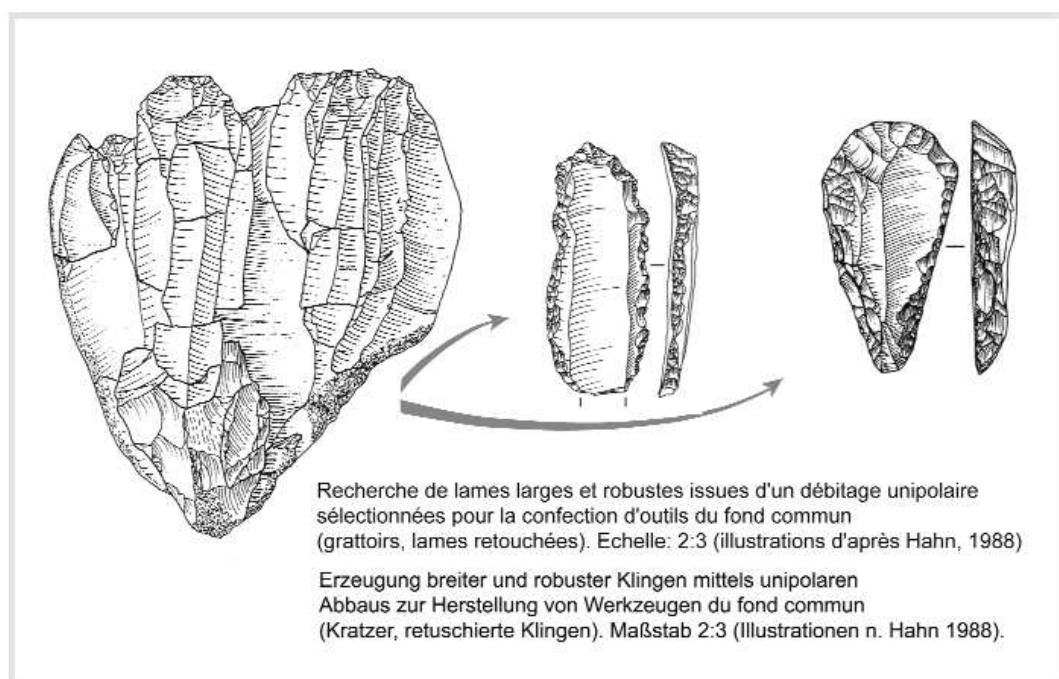 Recherche de lames larges et robustes issues d'un débitage unipolaire
sélectionnées pour la confection d'outils du fond commun
(grattoirs, lames retouchées). Echelle: 2:3 (illustrations d'après Hahn, 1988)
Erzeugung breiter und robuster Klingen mittels unipolaren
Abbaus zur Herstellung von Werkzeugen du fond commun
(Kratzer, retuschierte Klingen). Maßstab 2:3 (Illustrationen n. Hahn 1988).